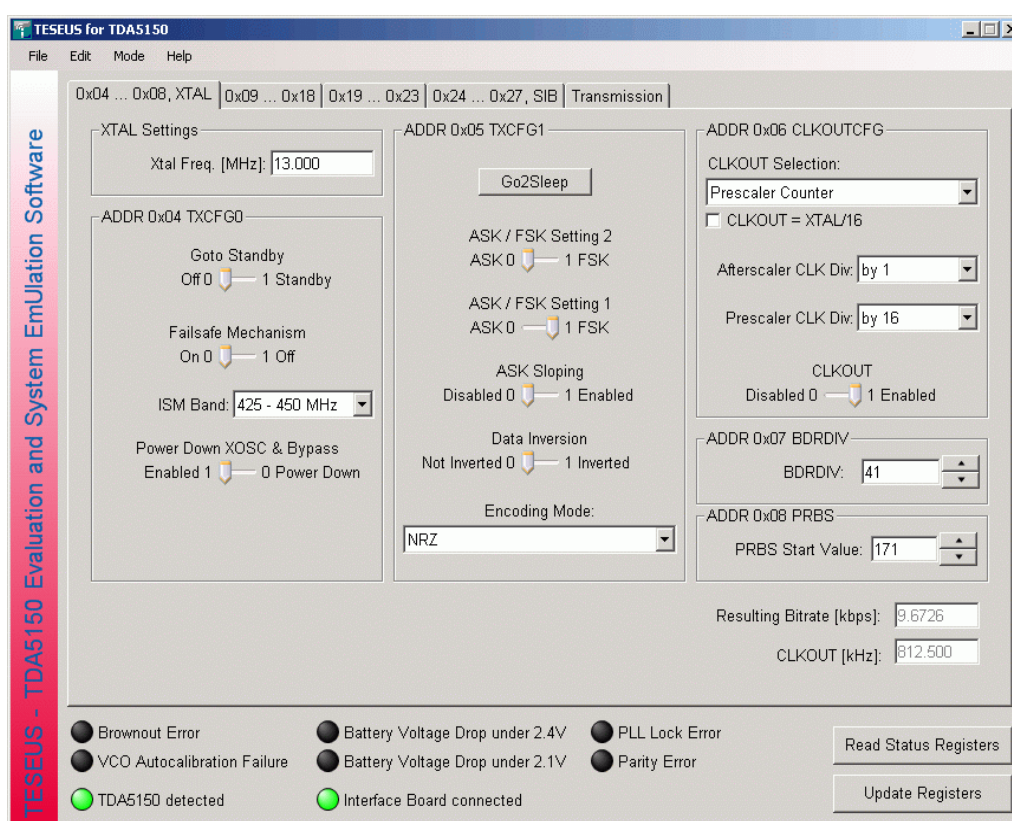 TESEUS for TDA5150
File Edit Mode Help
TESEUS - TDA5150 Evaluation and System EmUlation Software
0x04 ... 0x08, XTAL 0x09 ... 0x18 0x19 ... 0x23 0x24 ... 0x27, SIB Transmission
XTAL Settings
Xtal Freq. [MHz]: 13.000
ADDR 0x04 TXCFG0
Goto Standby
Off 0 1 Standby
Failsafe Mechanism
On 0 1 Off
ISM Band: 425 - 450 MHz
Power Down XOSC & Bypass
Enabled 1 0 Power Down
ADDR 0x05 TXCFG1
Go2Sleep
ASK / FSK Setting 2
ASK 0 1 FSK
ASK / FSK Setting 1
ASK 0 1 FSK
ASK Sloping
Disabled 0 1 Enabled
Data Inversion
Not Inverted 0 1 Inverted
Encoding Mode:
NRZ
ADDR 0x06 CLKOUTCFG
CLKOUT Selection:
Prescaler Counter
CLKOUT = XTAL/16
Afterscaler CLK Div: by 1
Prescaler CLK Div: by 16
CLKOUT
Disabled 0 1 Enabled
ADDR 0x07 BDRDIV
BDRDIV: 41
ADDR 0x08 PRBS
PRBS Start Value: 171
Resulting Bitrate [kbps]: 9.6726
CLKOUT [kHz]: 812.500
Brownout Error Battery Voltage Drop under 2.4V PLL Lock Error
VCO Autocalibration Failure Battery Voltage Drop under 2.1V Parity Error
TDA5150 detected Interface Board connected
Read Status Registers
Update Registers